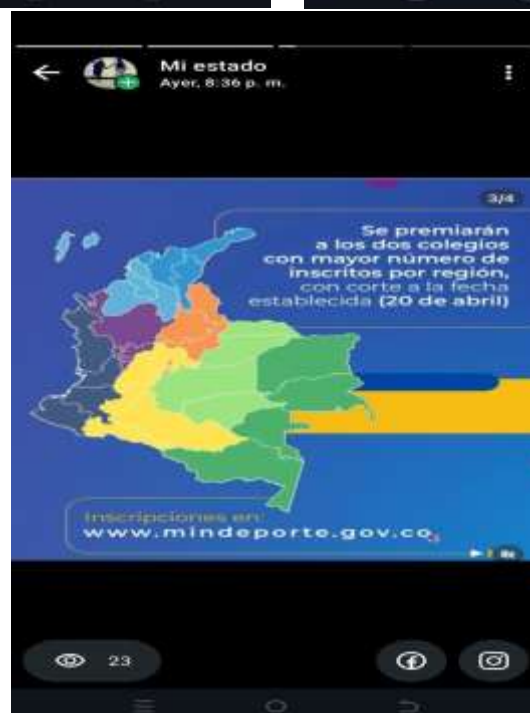 Mi estado
Ayer, 8:36 p. m.
3/4
Se premiarán
a los dos colegios
con mayor número de
inscritos por región,
con corte a la fecha
establecida (20 de abril)
Inscripciones en:
www.mindeporte.gov.co
23